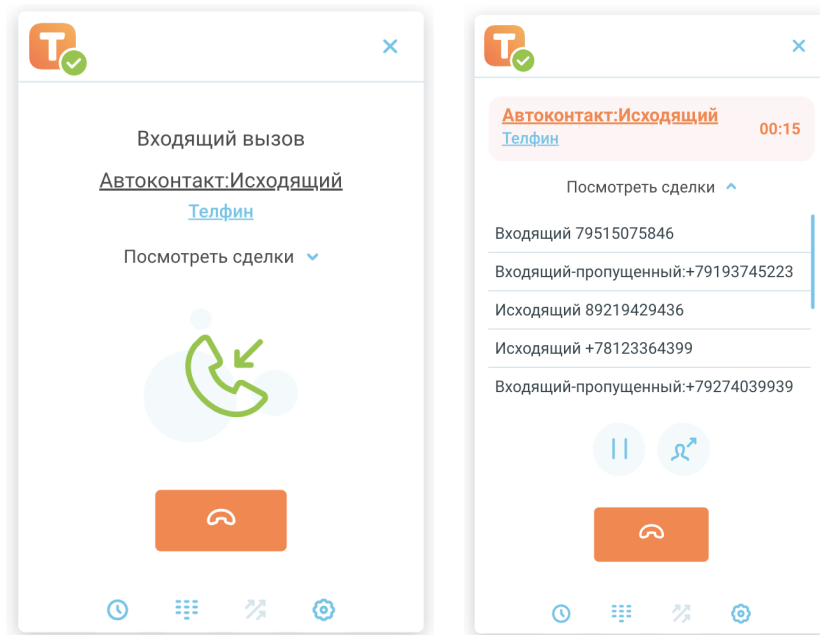 T
Входящий вызов
Автоконтакт:Исходящий
Телфин
Посмотреть сделки
T
Автоконтакт:Исходящий
Телфин
00:15
Посмотреть сделки
Входящий 79515075846
Входящий-пропущенный:+79193745223
Исходящий 89219429436
Исходящий +78123364399
Входящий-пропущенный:+79274039939